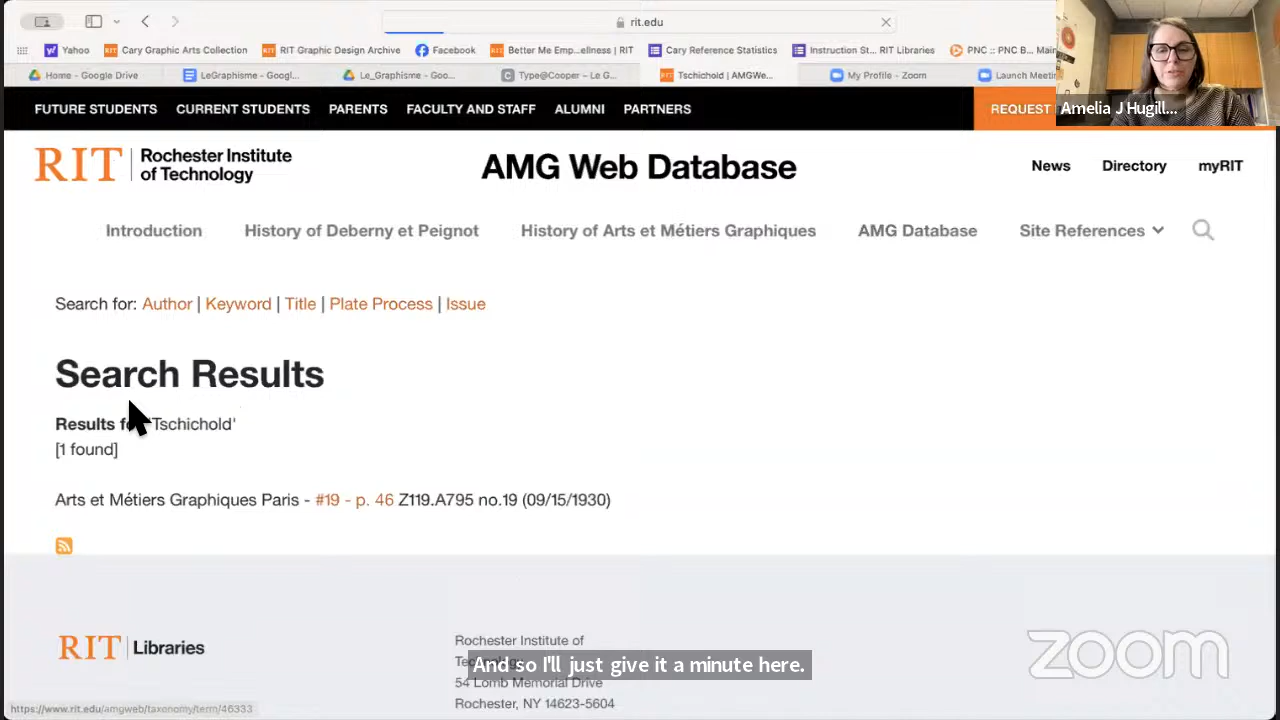 rit.edu
Yahoo
Cary Graphic Arts Collection
RIT Graphic Design Archive
Facebook
Better Me Emp...ellness | RIT
Cary Reference Statistics
Instruction St... RIT Libraries
PNC :: PNC B... Main
Home - Google Drive
LeGraphisme - Googl...
Le_Graphisme - Goo...
Type@Cooper – Le G...
Tschichold | AMGWe...
My Profile - Zoom
Launch Meeti
FUTURE STUDENTS
CURRENT STUDENTS
PARENTS
FACULTY AND STAFF
ALUMNI
PARTNERS
REQUEST
Amelia J Hugill...
RIT
Rochester Institute
of Technology
AMG Web Database
News
Directory
myRIT
Introduction
History of Deberny et Peignot
History of Arts et Métiers Graphiques
AMG Database
Site References
Search for: Author | Keyword | Title | Plate Process | Issue
Search Results
Results 'Tschichold'
[1 found]
Arts et Métiers Graphiques Paris - #19 - p. 46 Z119.A795 no.19 (09/15/1930)
RIT Libraries
Rochester Institute of
And so I'll just give it a minute here.
54 Lomb Memorial Drive
Rochester, NY 14623-5604
zoom
https://www.rit.edu/amgweb/taxonomy/term/46333